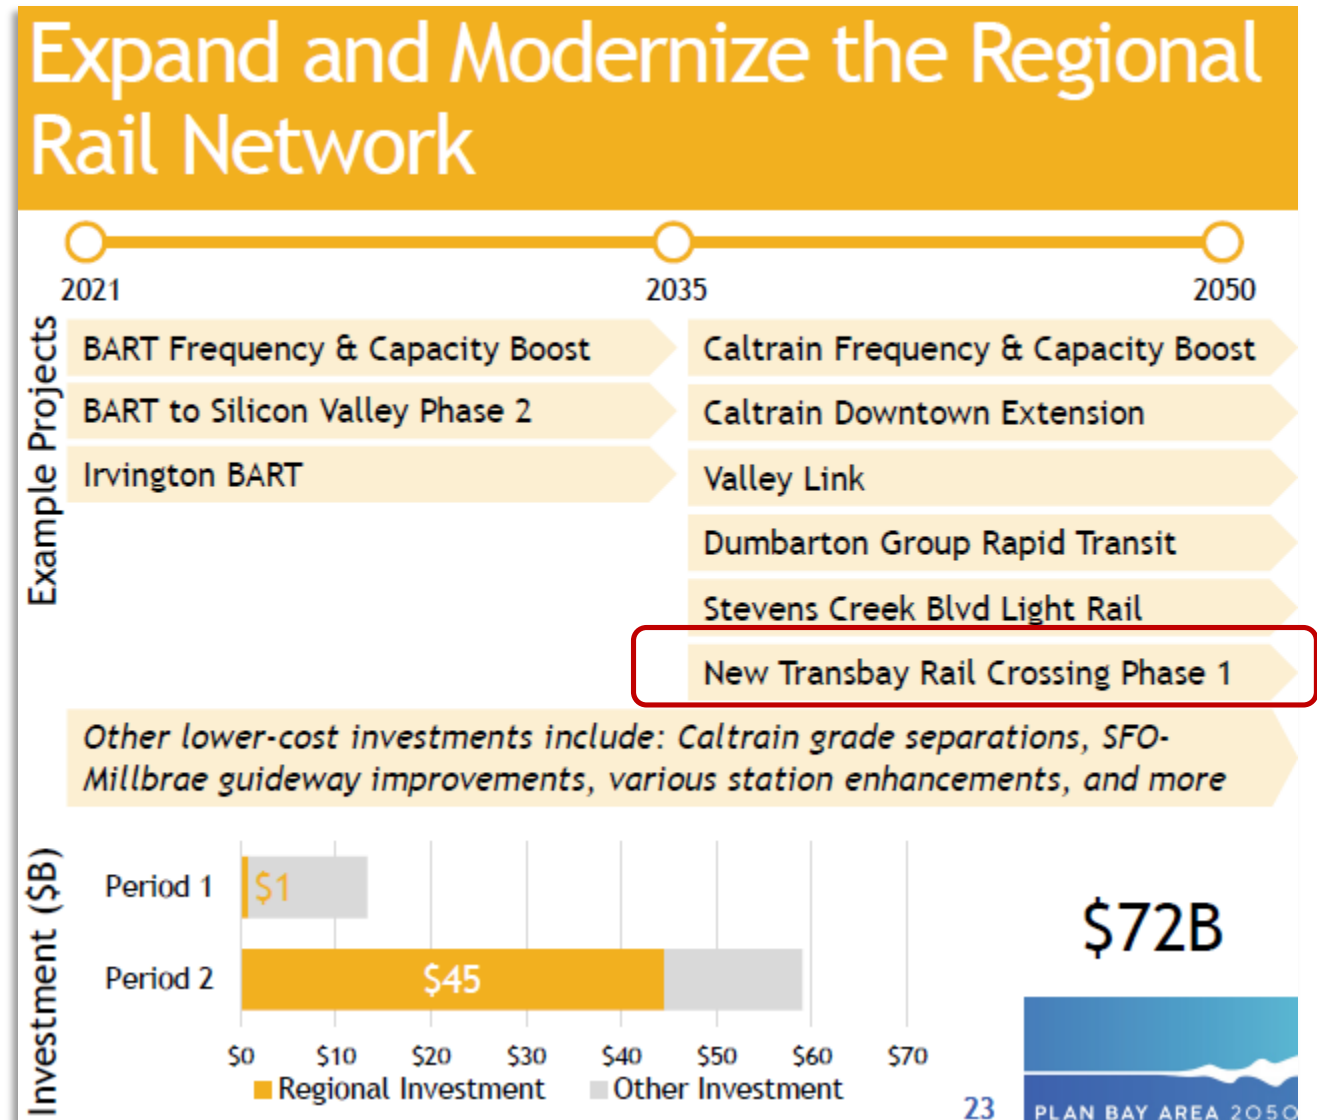 Expand and Modernize the Regional
Rail Network
2021
2035
2050
Example Projects
BART Frequency & Capacity Boost
BART to Silicon Valley Phase 2
Irvington BART
Caltrain Frequency & Capacity Boost
Caltrain Downtown Extension
Valley Link
Dumbarton Group Rapid Transit
Stevens Creek Blvd Light Rail
New Transbay Rail Crossing Phase 1
Other lower-cost investments include: Caltrain grade separations, SFO-
Millbrae guideway improvements, various station enhancements, and more
Investment ($B)
Period 1
$1
Period 2
$45
$0 $10 $20 $30 $40 $50 $60 $70
Regional Investment Other Investment
$72B
23
PLAN BAY AREA 2050